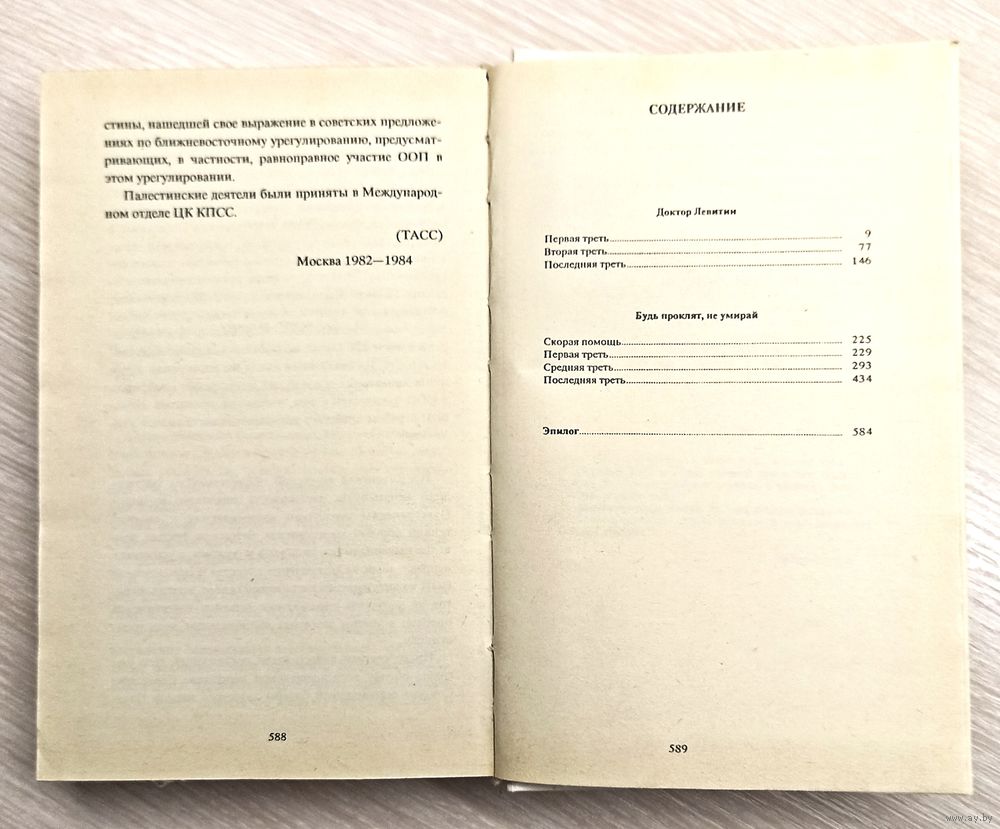 стины, нашедшей свое выражение в советских предложе-
ниях по ближневосточному урегулированию, предусмат-
ривающих, в частности, равноправное участие ООП в
этом урегулировании.
Палестинские деятели были приняты в Международ-
ном отделе ЦК КПСС.
(ТАСС)
Москва 1982—1984
588
СОДЕРЖАНИЕ
Доктор Левитин
Первая треть 9
Вторая треть 77
Последняя треть 146
Будь проклят, не умирай
Скорая помощь 225
Первая треть 229
Средняя треть 293
Последняя треть 434
Эпилог 584
589
www.ay.by